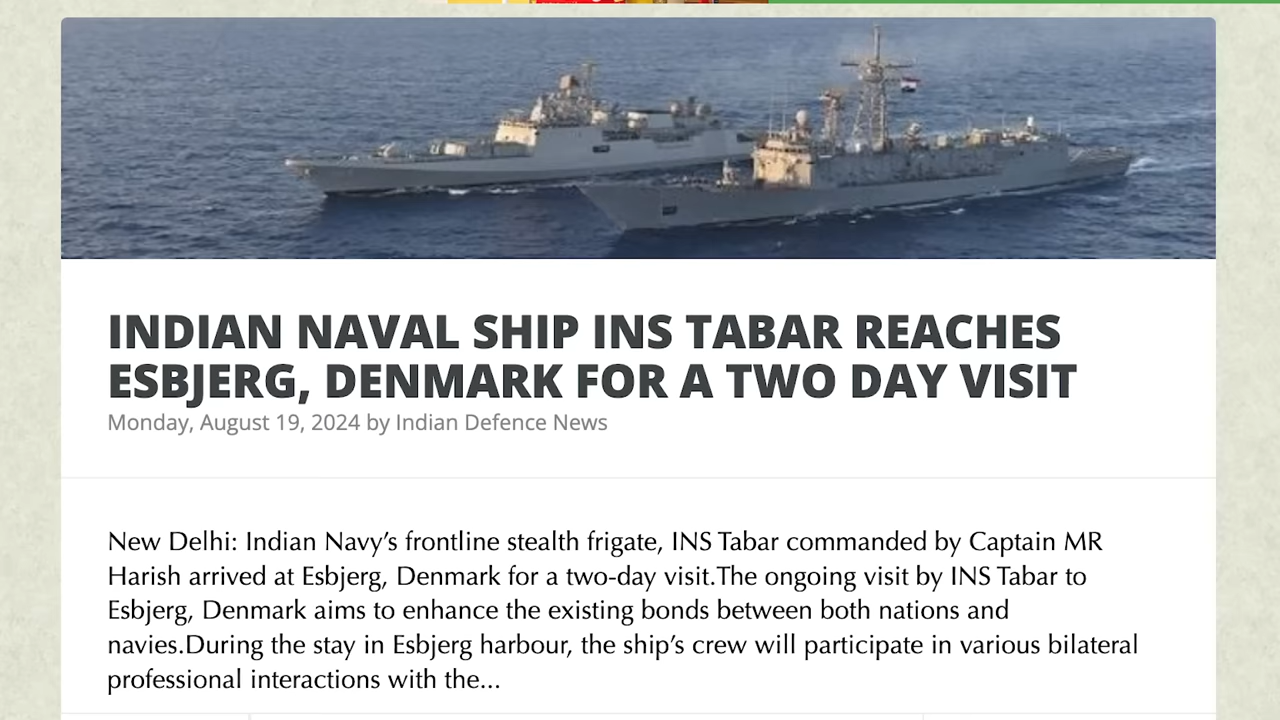 INDIAN NAVAL SHIP INS TABAR REACHES
ESBJERG, DENMARK FOR A TWO DAY VISIT
Monday, August 19, 2024 by Indian Defence News
New Delhi: Indian Navy’s frontline stealth frigate, INS Tabar commanded by Captain MR
Harish arrived at Esbjerg, Denmark for a two-day visit.The ongoing visit by INS Tabar to
Esbjerg, Denmark aims to enhance the existing bonds between both nations and
navies.During the stay in Esbjerg harbour, the ship’s crew will participate in various bilateral
professional interactions with the...